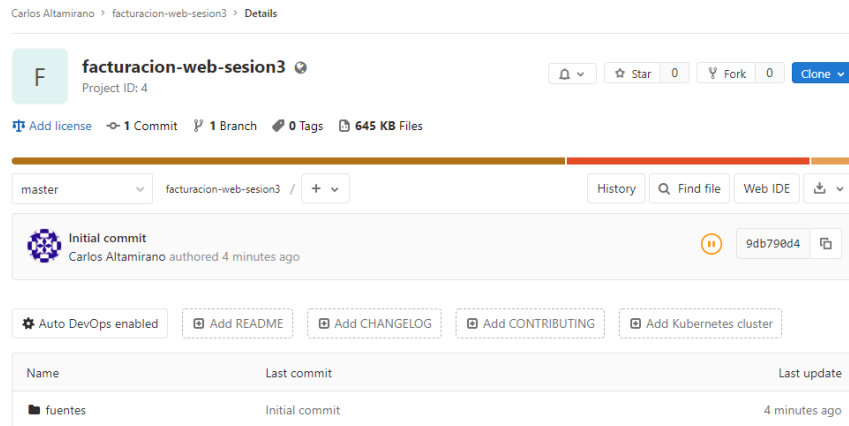 Carlos Altamirano > facturacion-web-sesion3 > Details
F
facturacion-web-sesion3
Project ID: 4
Star 0
Fork 0
Clone
Add license
1 Commit
1 Branch
0 Tags
645 KB Files
master
facturacion-web-sesion3 / +
History
Find file
Web IDE
Initial commit
Carlos Altamirano authored 4 minutes ago
9db790d4
Auto DevOps enabled
Add README
Add CHANGELOG
Add CONTRIBUTING
Add Kubernetes cluster
Name Last commit Last update
fuentes Initial commit 4 minutes ago